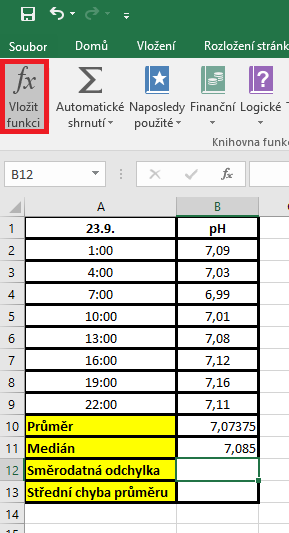 Soubor Domů Vložení Rozložení stránk
fx Σ ?
Vložit funkci Automatické shrnutí Naposledy použité Finanční Logické
Knihovna funk
B12 fx
A B
1 23.9. pH
2 1:00 7,09
3 4:00 7,03
4 7:00 6,99
5 10:00 7,01
6 13:00 7,08
7 16:00 7,12
8 19:00 7,16
9 22:00 7,11
10 Průměr 7,07375
11 Medián 7,085
12 Směrodatná odchylka
13 Střední chyba průměru
14